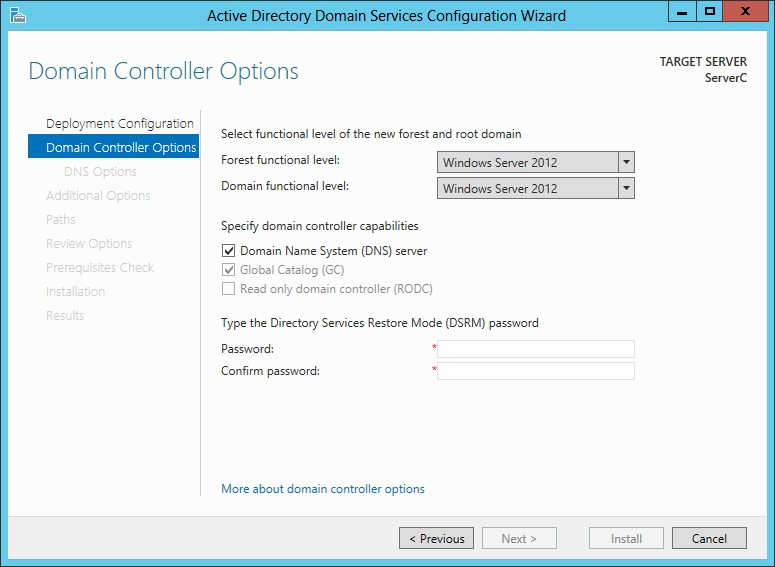 Active Directory Domain Services Configuration Wizard
Domain Controller Options
TARGET SERVER
ServerC
Deployment Configuration
Domain Controller Options
DNS Options
Additional Options
Paths
Review Options
Prerequisites Check
Installation
Results
Select functional level of the new forest and root domain
Forest functional level: Windows Server 2012
Domain functional level: Windows Server 2012
Specify domain controller capabilities
Domain Name System (DNS) server
Global Catalog (GC)
Read only domain controller (RODC)
Type the Directory Services Restore Mode (DSRM) password
Password: *
Confirm password: *
More about domain controller options
< Previous Next > Install Cancel